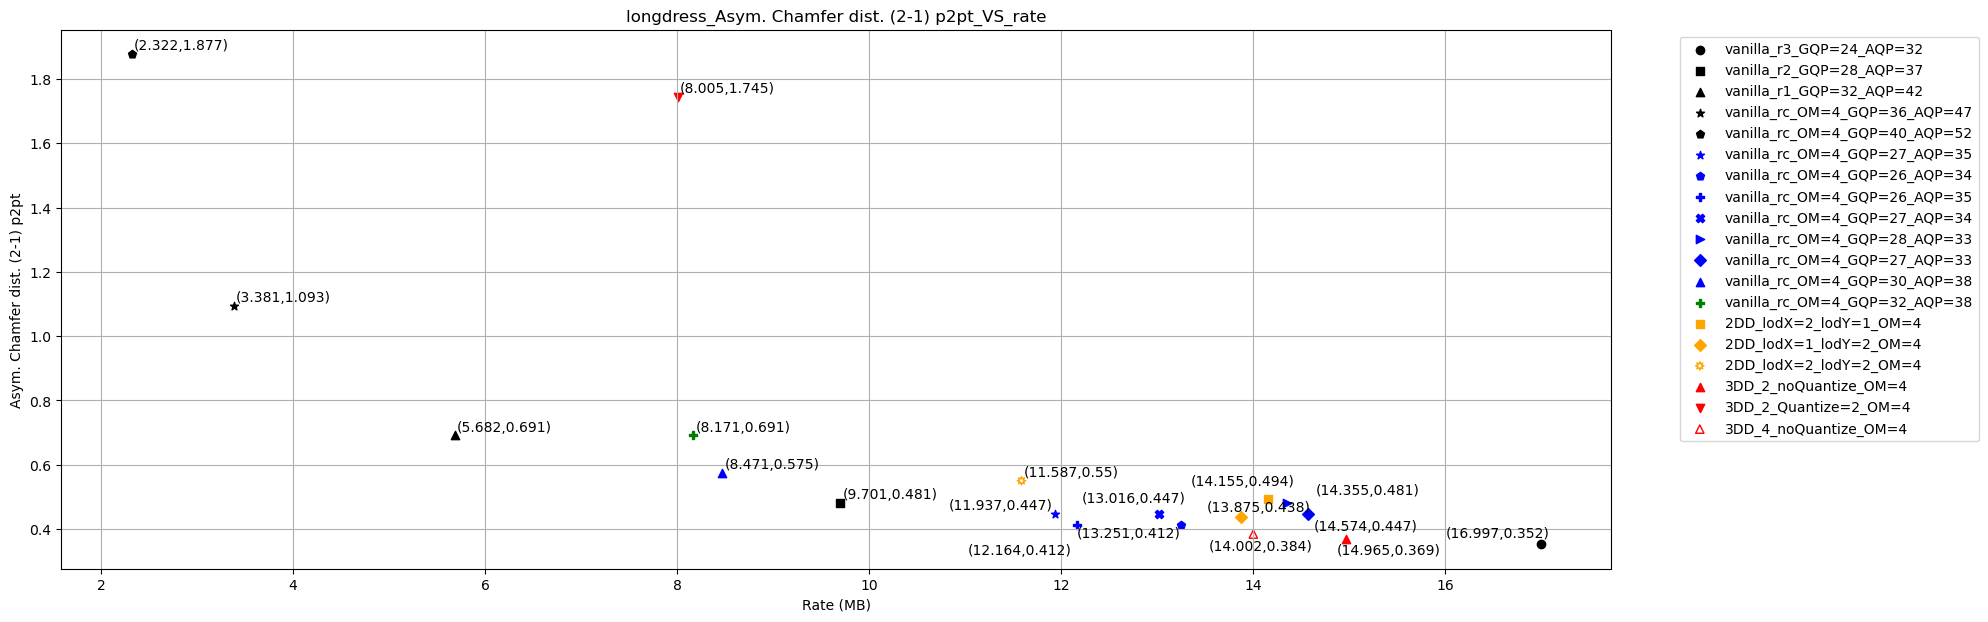 longdress_Asym. Chamfer dist. (2-1) p2pt_VS_rate
Asym. Chamfer dist. (2-1) p2pt
1.8
1.6
1.4
1.2
1.0
0.8
0.6
0.4
(2.322,1.877)
(8.005,1.745)
(3.381,1.093)
(5.682,0.691)
(8.171,0.691)
(8.471,0.575)
(9.701,0.481)
(11.587,0.55)
(11.937,0.447)
(12.164,0.412)
(13.016,0.447)
(13.251,0.412)
(14.155,0.494)
(13.875,0.438)
(14.002,0.384)
(14.355,0.481)
(14.574,0.447)
(14.965,0.369)
(16.997,0.352)
2
4
6
8
10
12
14
16
Rate (MB)
vanilla_r3_GQP=24_AQP=32
vanilla_r2_GQP=28_AQP=37
vanilla_r1_GQP=32_AQP=42
vanilla_rc_OM=4_GQP=36_AQP=47
vanilla_rc_OM=4_GQP=40_AQP=52
vanilla_rc_OM=4_GQP=27_AQP=35
vanilla_rc_OM=4_GQP=26_AQP=34
vanilla_rc_OM=4_GQP=26_AQP=35
vanilla_rc_OM=4_GQP=27_AQP=34
vanilla_rc_OM=4_GQP=28_AQP=33
vanilla_rc_OM=4_GQP=27_AQP=33
vanilla_rc_OM=4_GQP=30_AQP=38
vanilla_rc_OM=4_GQP=32_AQP=38
2DD_lodX=2_lodY=1_OM=4
2DD_lodX=1_lodY=2_OM=4
2DD_lodX=2_lodY=2_OM=4
3DD_2_noQuantize_OM=4
3DD_2_Quantize=2_OM=4
3DD_4_noQuantize_OM=4